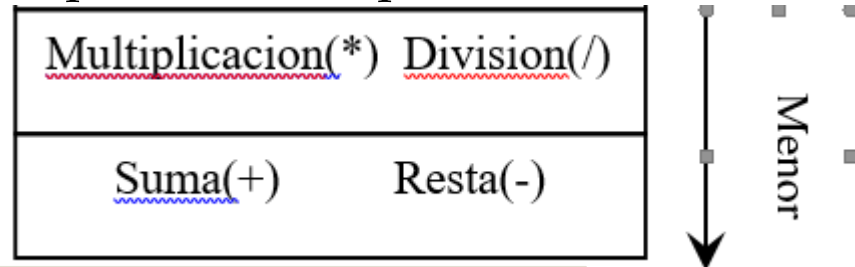 Multiplicacion(*) Division(/)
Suma(+) Resta(-)
Menor